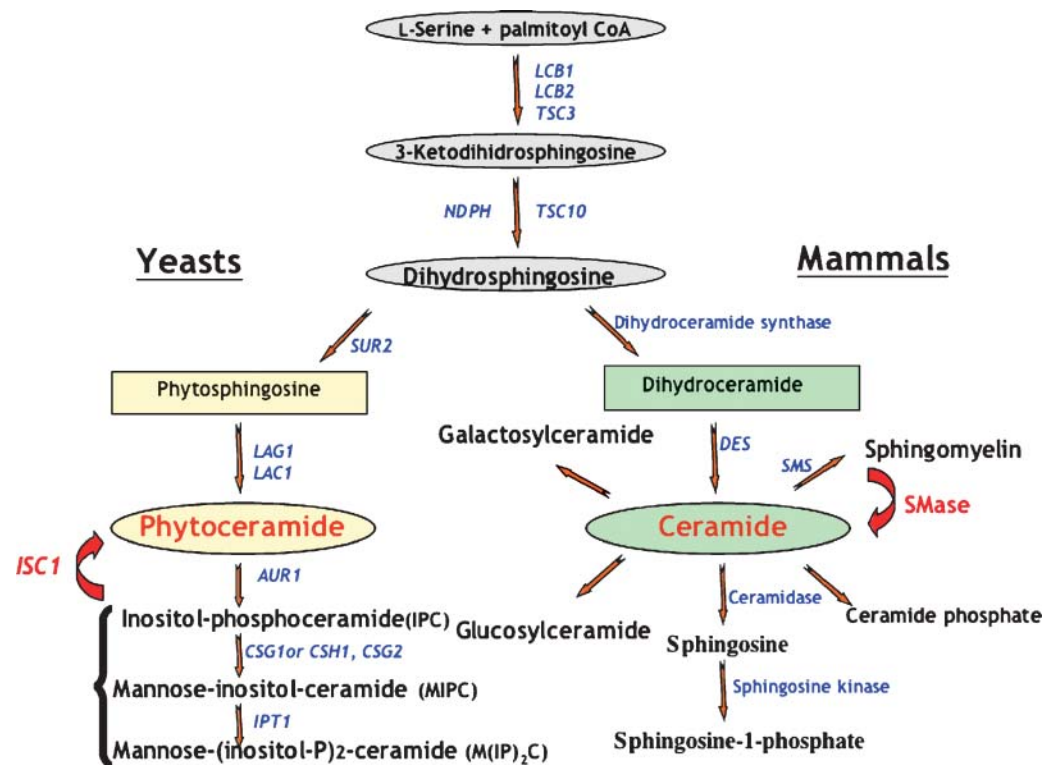 L-Serine + palmitoyl CoA
LCB1
LCB2
TSC3
3-Ketodihidrosphingosine
NDPH
TSC10
Yeasts
Mammals
Dihydrosphingosine
SUR2
Dihydroceramide synthase
Phytosphingosine
Dihydroceramide
LAG1
LAC1
Galactosylceramide
DES
SMS
Sphingomyelin
SMase
Phytoceramide
Ceramide
ISC1
AUR1
Ceramidase
Ceramide phosphate
Inositol-phosphoceramide(IPC)
Glucosylceramide
Sphingosine
CSG1or CSH1, CSG2
Mannose-inositol-ceramide (MIPC)
Sphingosine kinase
IPT1
Mannose-(inositol-P)2-ceramide (M(IP)₂C)
Sphingosine-1-phosphate